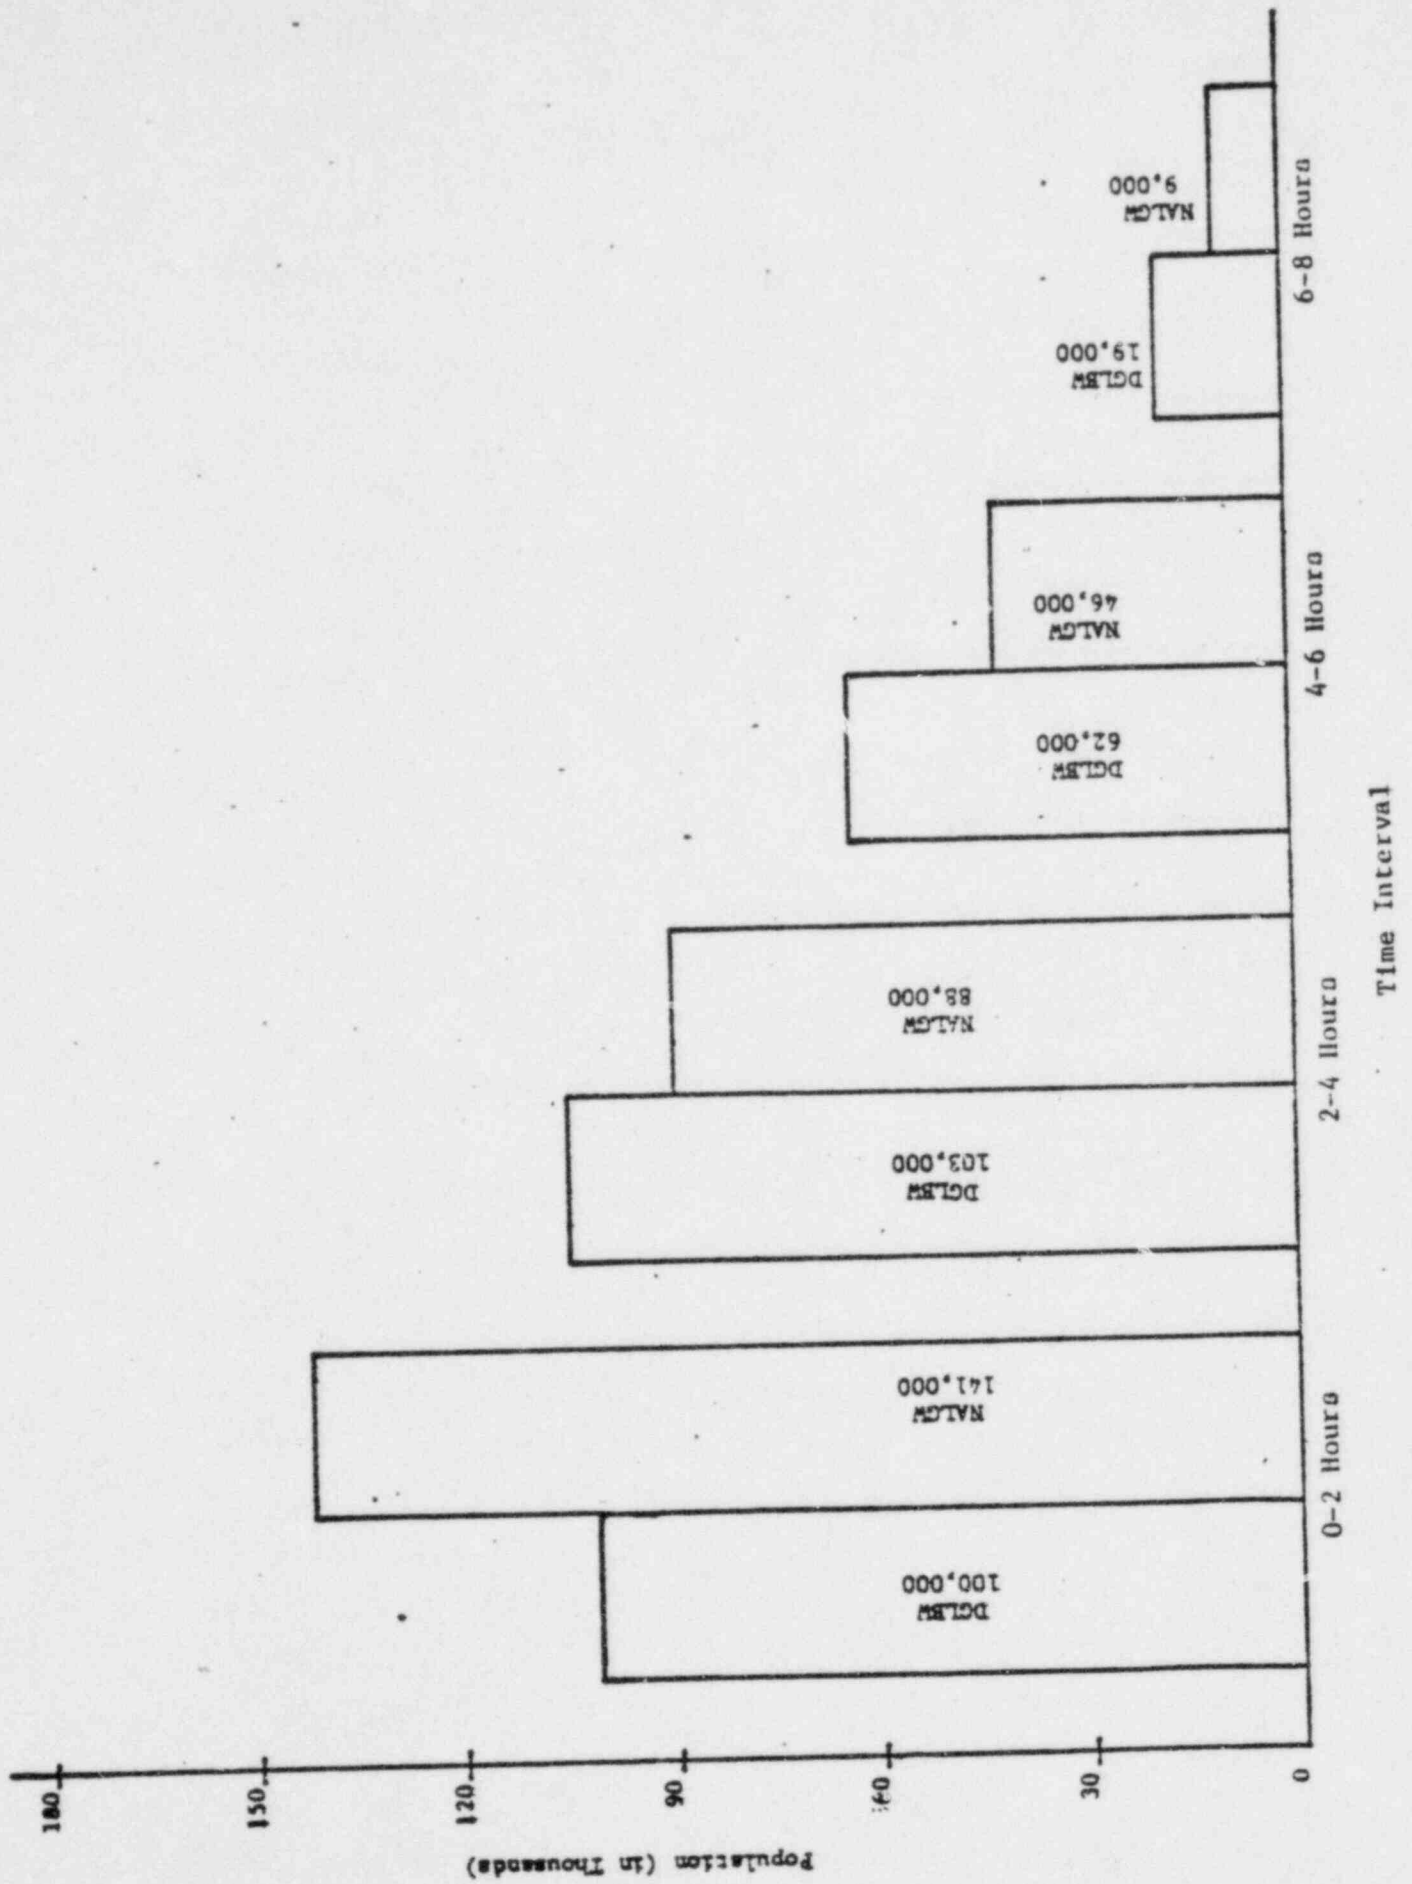 Population (in Thousands)
180
150
120
90
60
30
0
DGLBW
100,000
NALGW
141,000
DGLBW
103,000
NALGW
88,000
DGLBW
62,000
NALGW
46,000
DGLBW
19,000
NALGW
9,000
0-2 Hours
2-4 Hours
4-6 Hours
6-8 Hours
Time Interval